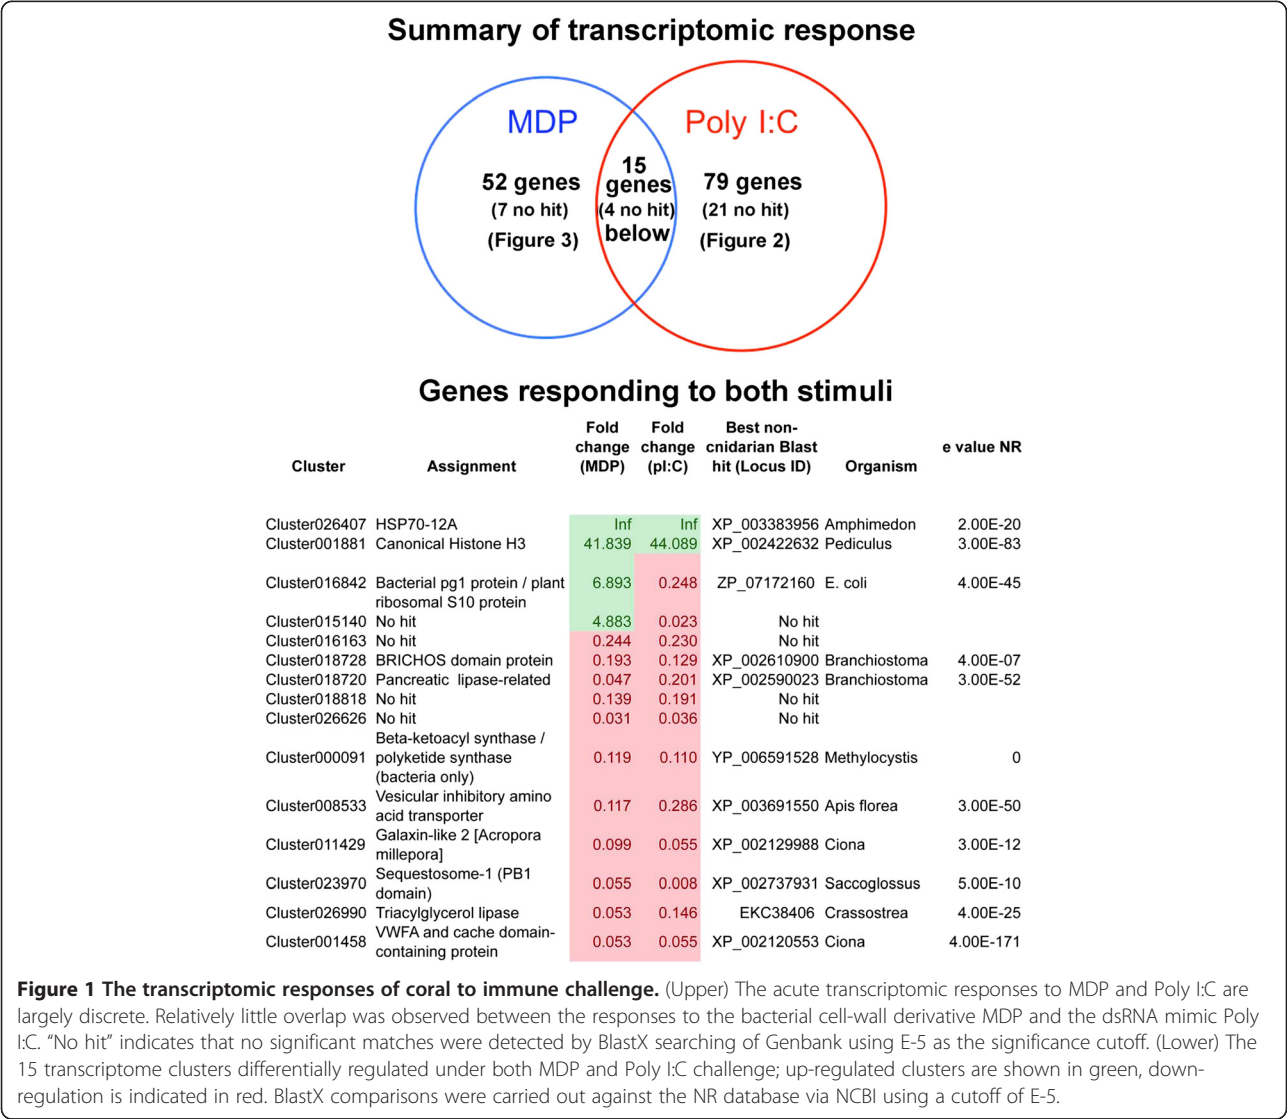 Summary of transcriptomic response
MDP
Poly I:C
52 genes
(7 no hit)
(Figure 3)
15
genes
(4 no hit)
below
79 genes
(21 no hit)
(Figure 2)
Genes responding to both stimuli
Cluster Assignment Fold change (MDP) Fold change (pI:C) Best non-cnidarian Blast hit (Locus ID) Organism e value NR
Cluster026407 HSP70-12A Inf Inf XP_003383956 Amphimedon 2.00E-20
Cluster001881 Canonical Histone H3 41.839 44.089 XP_002422632 Pediculus 3.00E-83
Cluster016842 Bacterial pg1 protein / plant 6.893 0.248 ZP_07172160 E. coli 4.00E-45
ribosomal S10 protein
Cluster015140 No hit 4.883 0.023 No hit
Cluster016163 No hit 0.244 0.230 No hit
Cluster018728 BRICHOS domain protein 0.193 0.129 XP_002610900 Branchiostoma 4.00E-07
Cluster018720 Pancreatic lipase-related 0.047 0.201 XP_002590023 Branchiostoma 3.00E-52
Cluster018818 No hit 0.139 0.191 No hit
Cluster026626 No hit 0.031 0.036 No hit
Beta-ketoacyl synthase /
Cluster000091 polyketide synthase 0.119 0.110 YP_006591528 Methylocystis 0
(bacteria only)
Vesicular inhibitory amino
Cluster008533 acid transporter 0.117 0.286 XP_003691550 Apis florea 3.00E-50
Galaxin-like 2 [Acropora
Cluster011429 millepora] 0.099 0.055 XP_002129988 Ciona 3.00E-12
Sequestosome-1 (PB1
Cluster023970 domain) 0.055 0.008 XP_002737931 Saccoglossus 5.00E-10
Cluster026990 Triacylglycerol lipase 0.053 0.146 EKC38406 Crassostrea 4.00E-25
VWFA and cache domain-
Cluster001458 containing protein 0.053 0.055 XP_002120553 Ciona 4.00E-171
Figure 1 The transcriptomic responses of coral to immune challenge. (Upper) The acute transcriptomic responses to MDP and Poly I:C are
largely discrete. Relatively little overlap was observed between the responses to the bacterial cell-wall derivative MDP and the dsRNA mimic Poly
I:C. “No hit” indicates that no significant matches were detected by BlastX searching of Genbank using E-5 as the significance cutoff. (Lower) The
15 transcriptome clusters differentially regulated under both MDP and Poly I:C challenge; up-regulated clusters are shown in green, down-
regulation is indicated in red. BlastX comparisons were carried out against the NR database via NCBI using a cutoff of E-5.